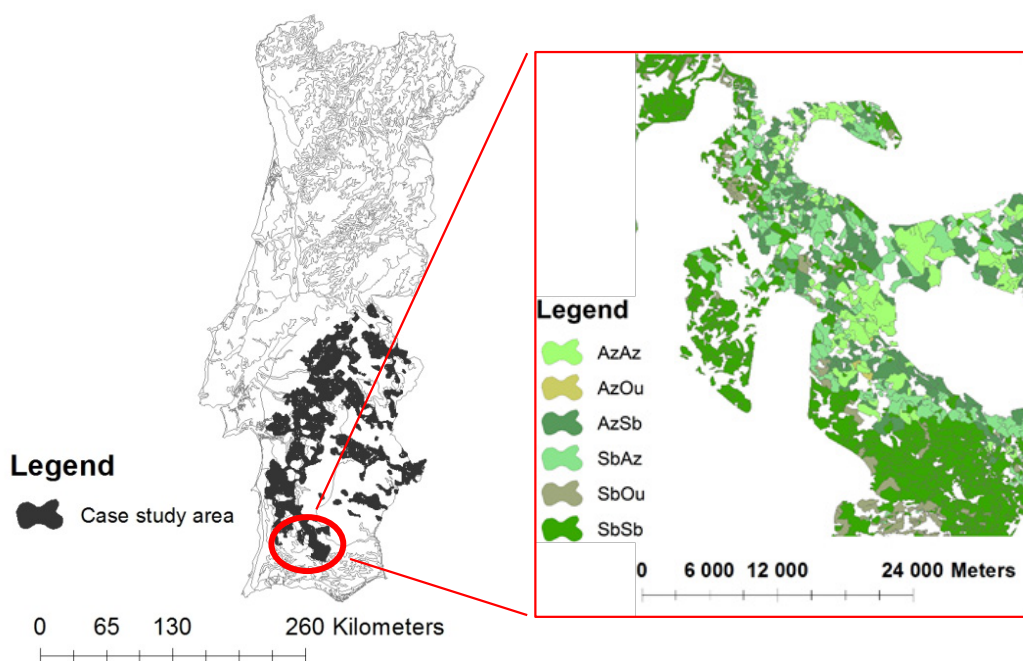 Legend
Case study area
0 65 130 260 Kilometers
Legend
AzAz
AzOu
AzSb
SbAz
SbOu
SbSb
0 6 000 12 000 24 000 Meters